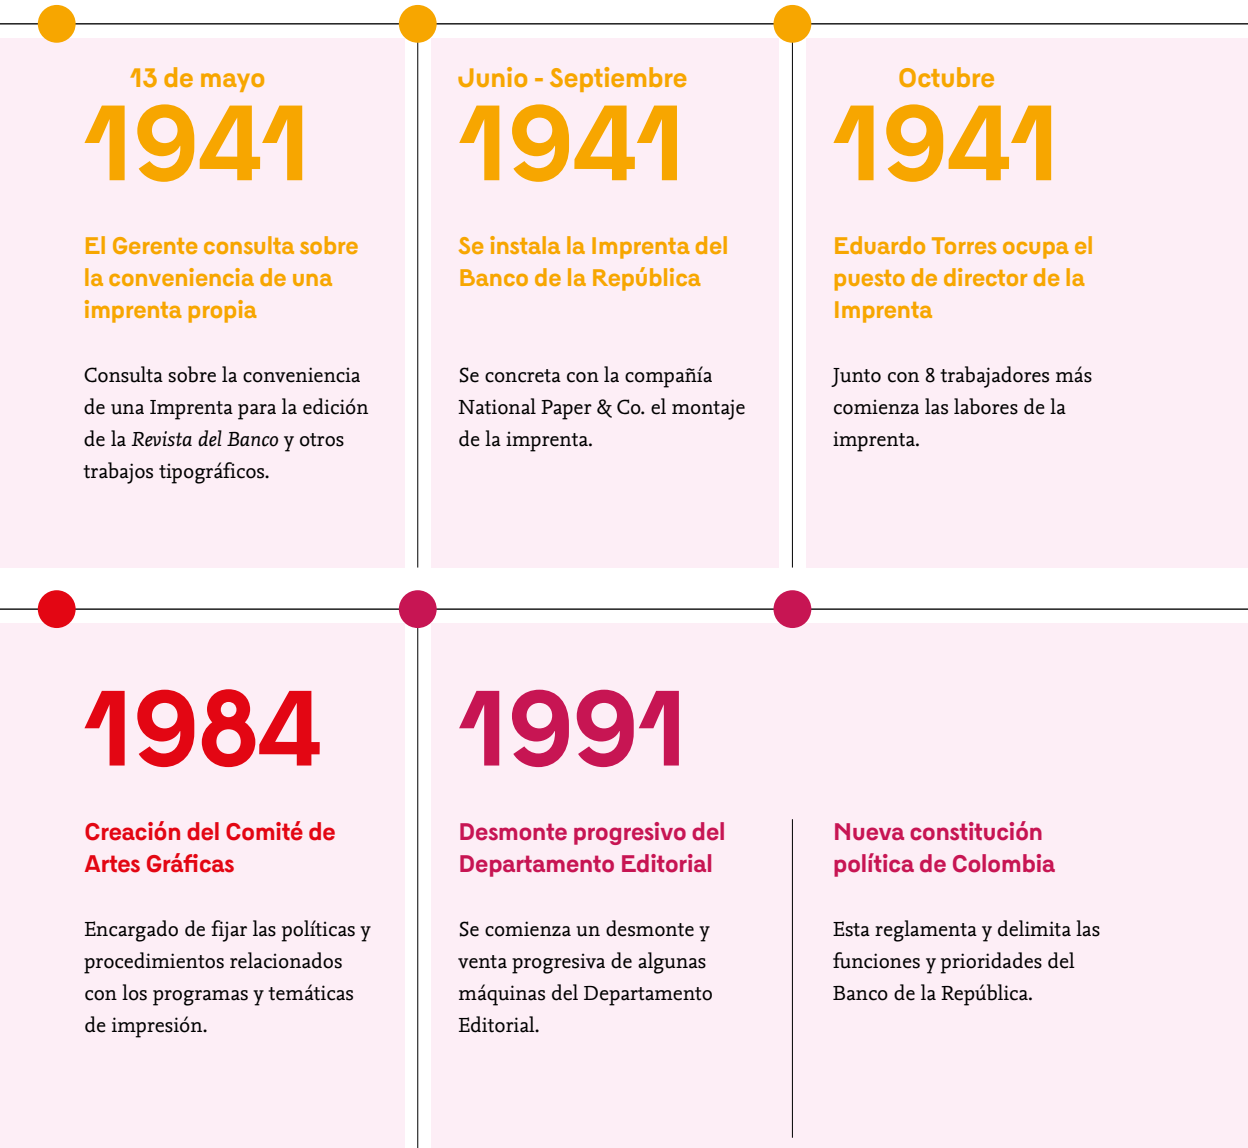 13 de mayo
1941
El Gerente consulta sobre
la conveniencia de una
imprenta propia
Consulta sobre la conveniencia
de una Imprenta para la edición
de la Revista del Banco y otros
trabajos tipográficos.
Junio - Septiembre
1941
Se instala la Imprenta del
Banco de la República
Se concreta con la compañía
National Paper & Co. el montaje
de la imprenta.
Octubre
1941
Eduardo Torres ocupa el
puesto de director de la
Imprenta
Junto con 8 trabajadores más
comienza las labores de la
imprenta.
1984
Creación del Comité de
Artes Gráficas
Encargado de fijar las políticas y
procedimientos relacionados
con los programas y temáticas
de impresión.
1991
Desmonte progresivo del
Departamento Editorial
Se comienza un desmonte y
venta progresiva de algunas
máquinas del Departamento
Editorial.
Nueva constitución
política de Colombia
Esta reglamenta y delimita las
funciones y prioridades del
Banco de la República.